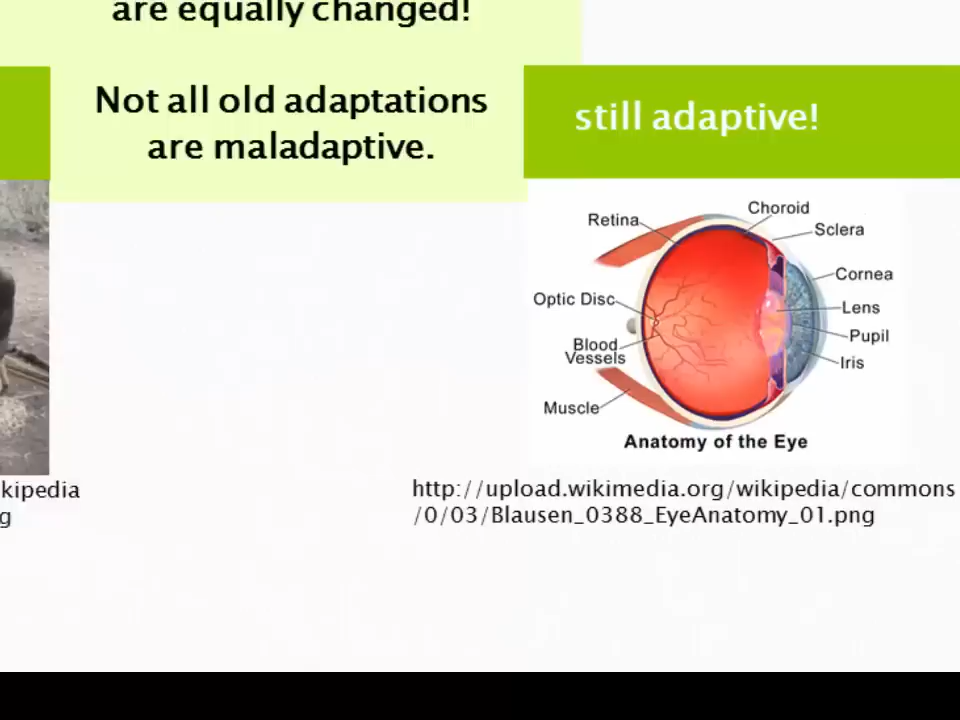 are equally changed!
Not all old adaptations
are maladaptive.
still adaptive!
Choroid
Retina
Sclera
Cornea
Optic Disc
Lens
Pupil
Blood
Vessels
Iris
Muscle
Anatomy of the Eye
kipedia
g
http://upload.wikimedia.org/wikipedia/commons
/0/03/Blausen_0388_EyeAnatomy_01.png